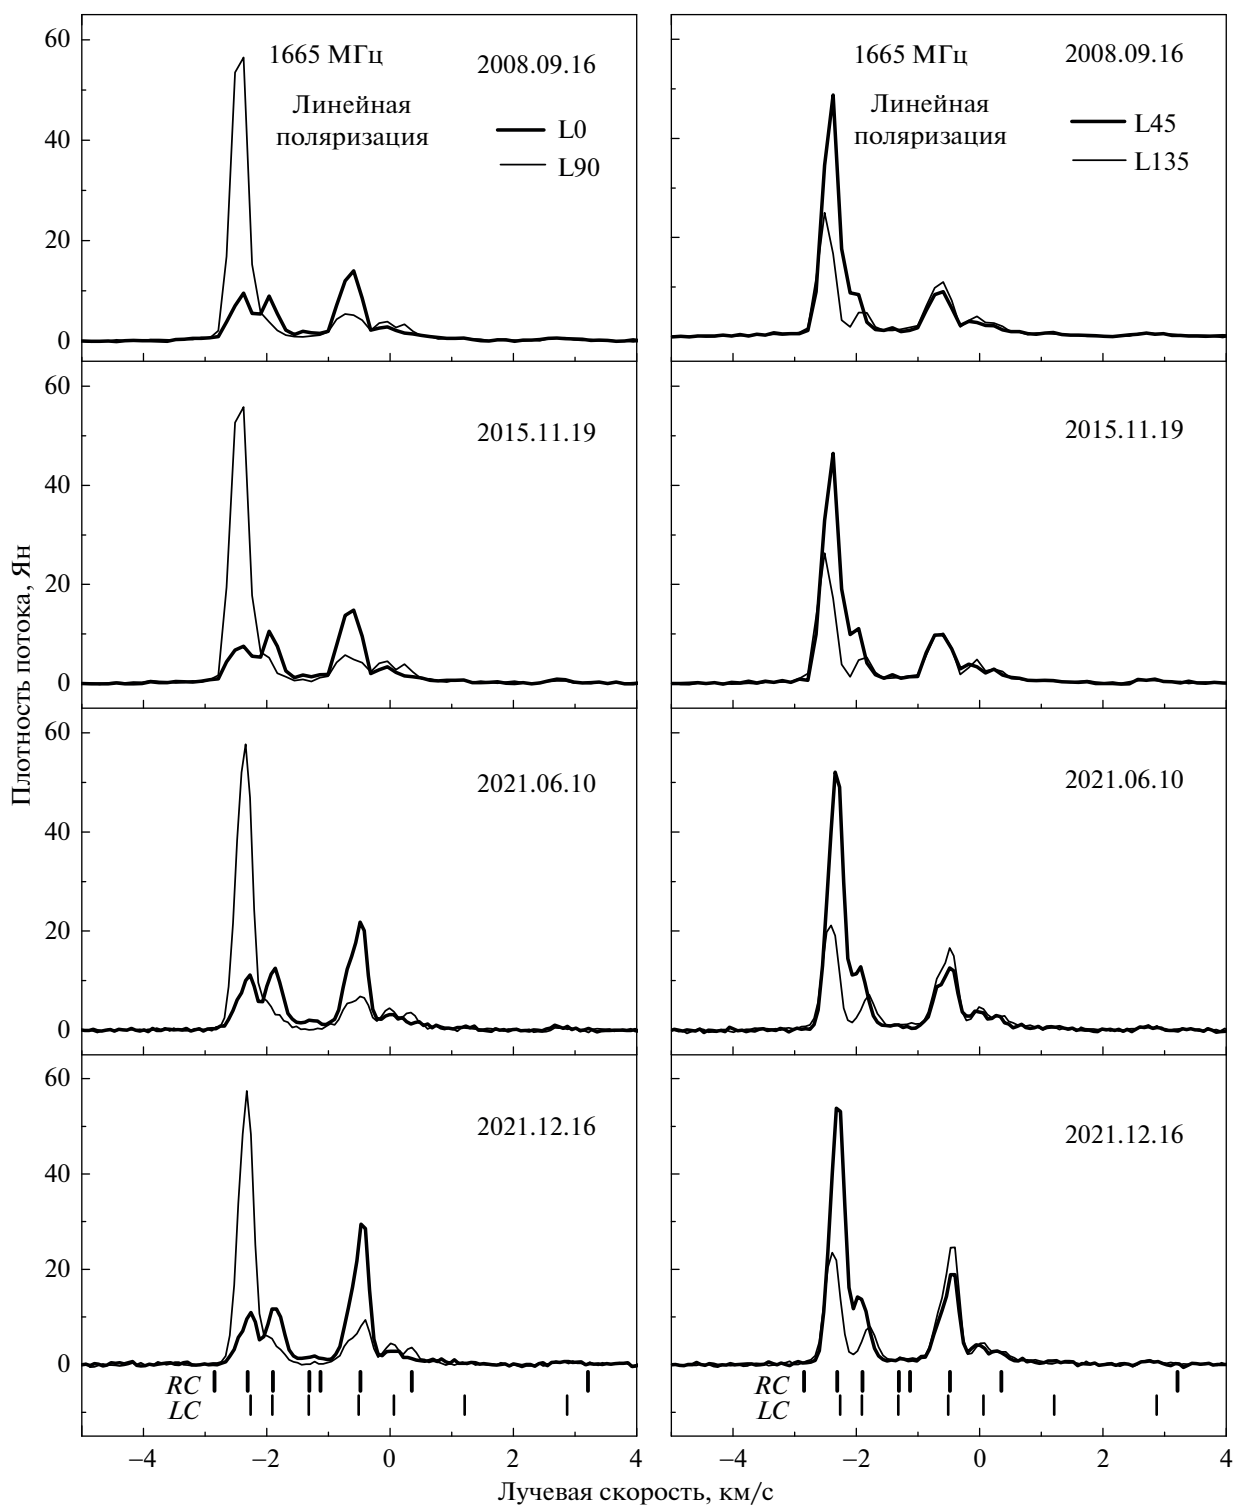 60
1665 МГц
2008.09.16
Линейная
поляризация
L0
L90
40
20
0
1665 МГц
2008.09.16
Линейная
поляризация
L45
L135
60
2015.11.19
40
20
0
2015.11.19
Плотность потока, Ян
60
2021.06.10
40
20
0
2021.06.10
60
2021.12.16
40
20
0
RC
LC
−4 −2 0 2 4
2021.12.16
RC
LC
−4 −2 0 2 4
Лучевая скорость, км/с